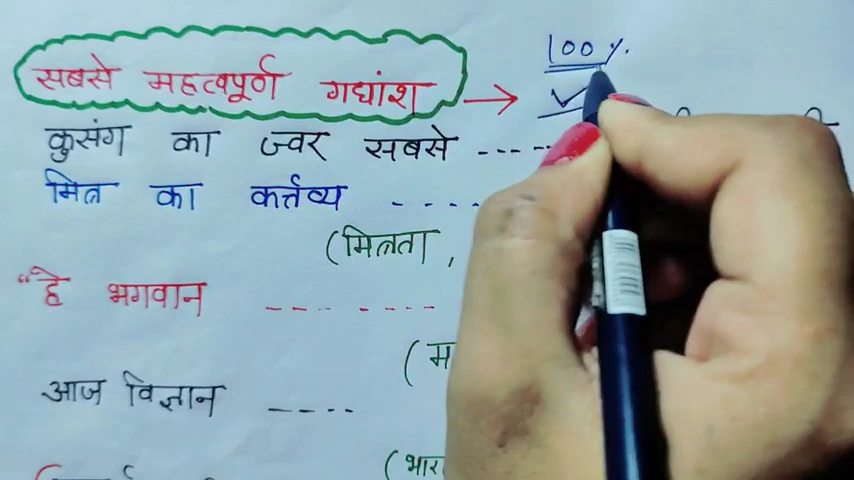 100%.
सबसे महत्वपूर्ण गद्यांश →
कुसंग का ज्वर सबसे -----
मित्र का कर्त्तव्य - - - -
(मित्रता ,
“हे भगवान -- -- -- --
(म
आज विज्ञान ----
(भार